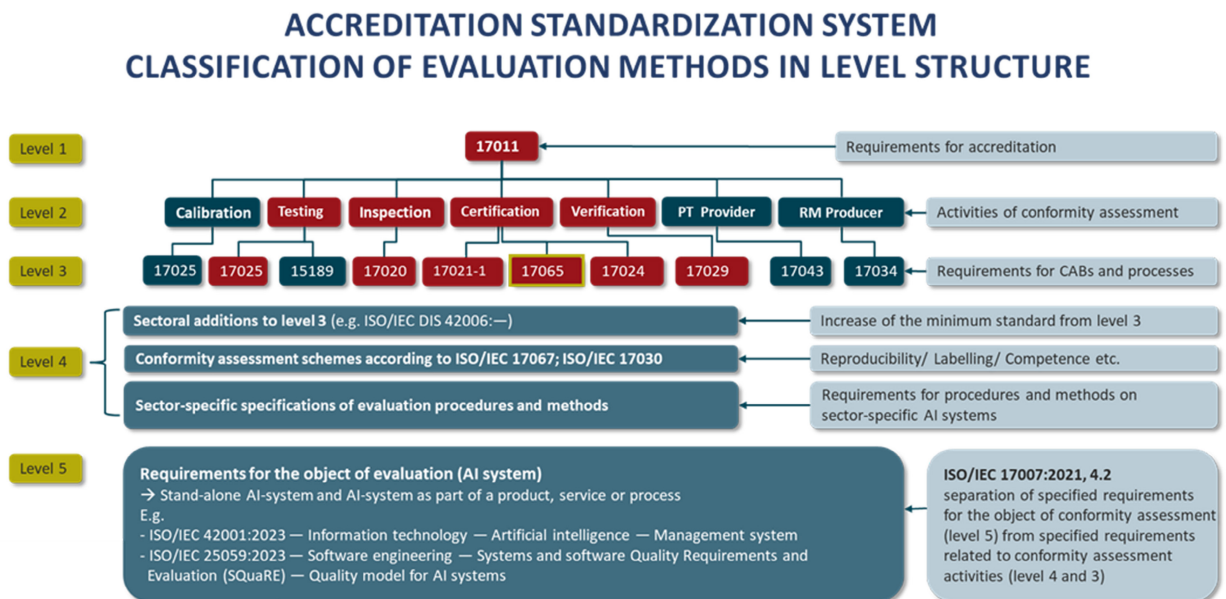 ACCREDITATION STANDARDIZATION SYSTEM
CLASSIFICATION OF EVALUATION METHODS IN LEVEL STRUCTURE
Level 1
17011
Requirements for accreditation
Level 2
Calibration
Testing
Inspection
Certification
Verification
PT Provider
RM Producer
Activities of conformity assessment
Level 3
17025
17025
15189
17020
17021-1
17065
17024
17029
17043
17034
Requirements for CABs and processes
Level 4
Sectoral additions to level 3 (e.g. ISO/IEC DIS 42006:—)
Increase of the minimum standard from level 3
Conformity assessment schemes according to ISO/IEC 17067; ISO/IEC 17030
Reproducibility/ Labelling/ Competence etc.
Sector-specific specifications of evaluation procedures and methods
Requirements for procedures and methods on
sector-specific AI systems
Level 5
Requirements for the object of evaluation (AI system)
→ Stand-alone AI-system and AI-system as part of a product, service or process
E.g.
- ISO/IEC 42001:2023 — Information technology — Artificial intelligence — Management system
- ISO/IEC 25059:2023 — Software engineering — Systems and software Quality Requirements and
Evaluation (SQuaRE) — Quality model for AI systems
ISO/IEC 17007:2021, 4.2
separation of specified requirements
for the object of conformity assessment
(level 5) from specified requirements
related to conformity assessment
activities (level 4 and 3)